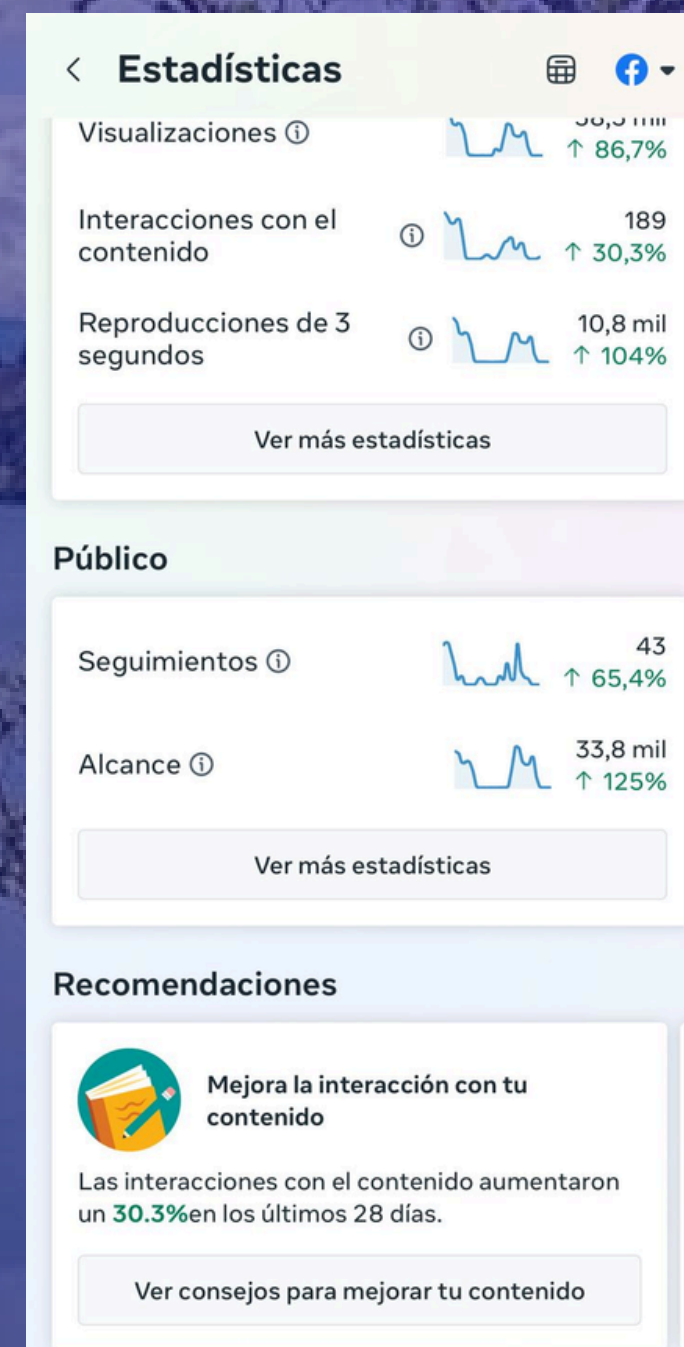 Estadísticas
Visualizaciones
↑ 86,7%
Interacciones con el
contenido
189
↑ 30,3%
Reproducciones de 3
segundos
10,8 mil
↑ 104%
Ver más estadísticas
Público
Seguimientos
43
↑ 65,4%
Alcance
33,8 mil
↑ 125%
Ver más estadísticas
Recomendaciones
Mejora la interacción con tu
contenido
Las interacciones con el contenido aumentaron
un 30.3%en los últimos 28 días.
Ver consejos para mejorar tu contenido